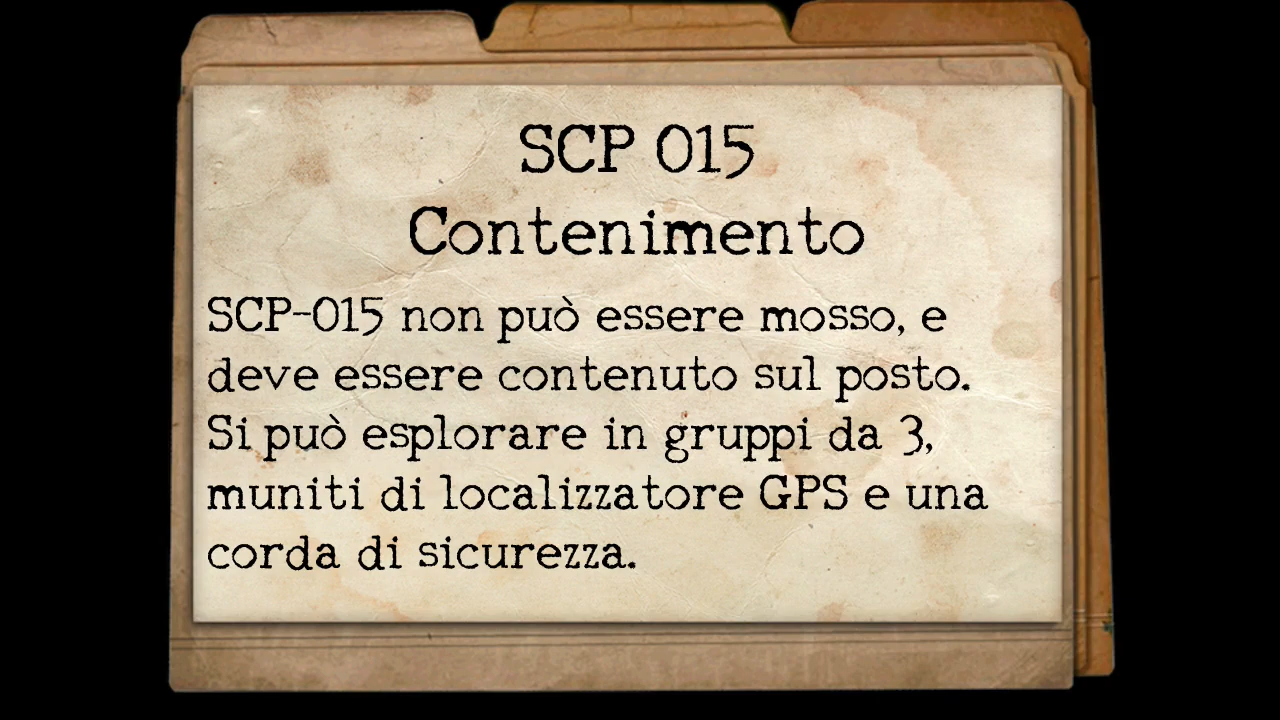 SCP 015
Contenimento
SCP-015 non può essere mosso, e
deve essere contenuto sul posto.
Si può esplorare in gruppi da 3,
muniti di localizzatore GPS e una
corda di sicurezza.